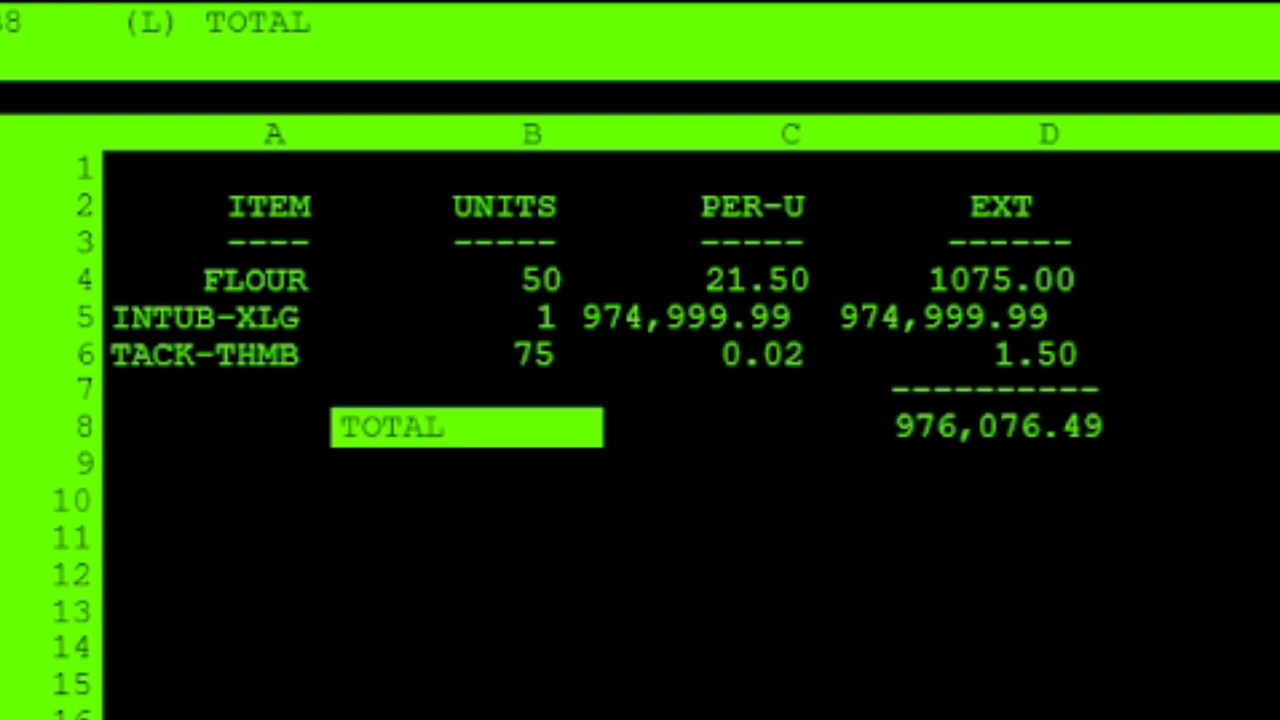 8 (L) TOTAL
A B C D
1
2 ITEM UNITS PER-U EXT
3 ---- ----- ----- ------
4 FLOUR 50 21.50 1075.00
5 INTUB-XLG 1 974,999.99 974,999.99
6 TACK-THMB 75 0.02 1.50
7 ----------
8 TOTAL 976,076.49
9
10
11
12
13
14
15
16